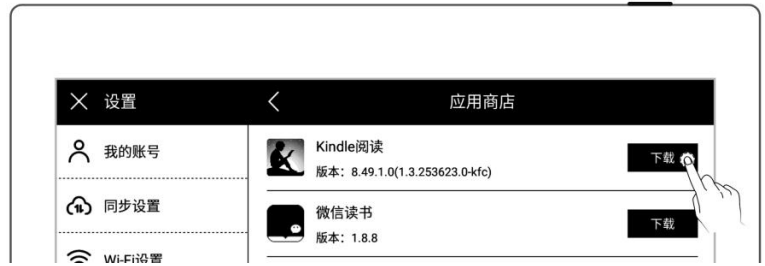 设置
应用商店
我的账号
Kindle阅读
版本：8.49.1.0(1.3.253623.0-kfc)
下载
同步设置
微信读书
版本：1.8.8
下载
Wi-Fi设置